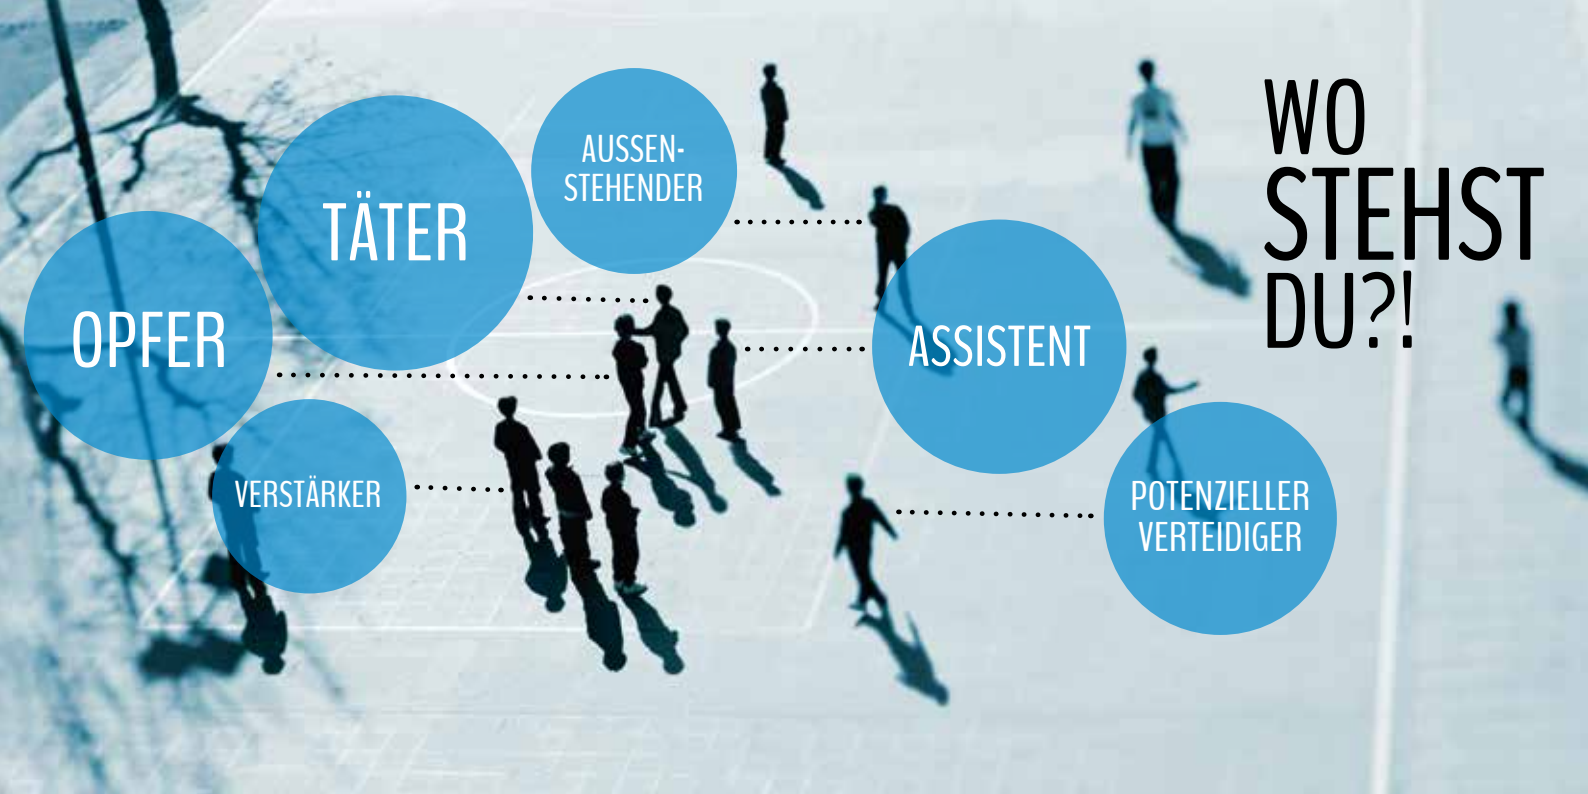 AUSSEN-
STEHENDER
TÄTER
OPFER
VERSTÄRKER
ASSISTENT
POTENZIELLER
VERTEIDIGER
WO
STEHST
DU?!